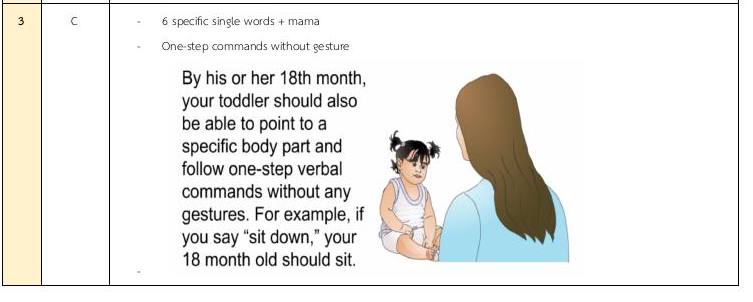 3
C
- 6 specific single words + mama
- One-step commands without gesture
By his or her 18th month,
your toddler should also
be able to point to a
specific body part and
follow one-step verbal
commands without any
gestures. For example, if
you say “sit down,” your
18 month old should sit.
-